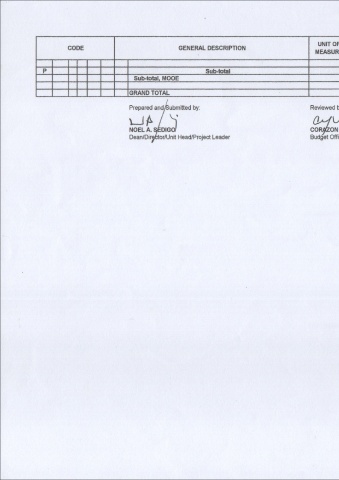 CODE GENERAL DESCRIPTION UNIT OF
MEASUR
P Sub-total
Sub-total, MOOE
GRAND TOTAL
Prepared and Submitted by: Reviewed b
NOEL A. SEDIGO CORAZON
Dean/Director/Unit Head/Project Leader Budget Offi